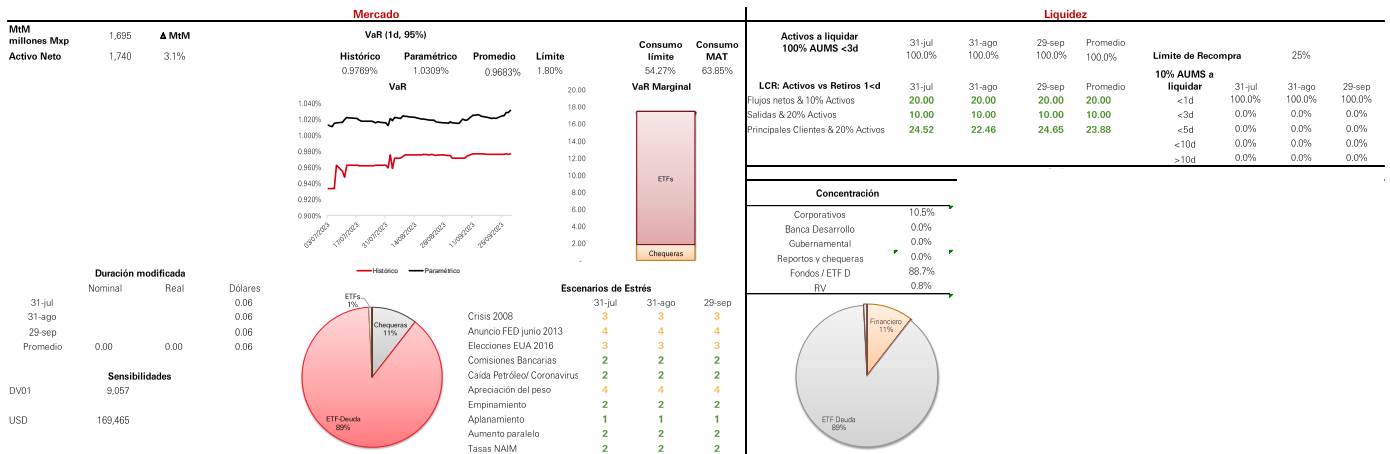 Mercado
MtM
millones Mxp 1,695 Δ MtM
Activo Neto 1,740 3.1%
VaR (1d, 95%)
Histórico Paramétrico Promedio Límite
0.9769% 1.0309% 0.9683% 1.80%
Consumo límite Consumo MAT
54.27% 63.85%
VaR
1.040%
1.020%
1.000%
0.980%
0.960%
0.940%
0.920%
0.900%
03/07/2023 17/07/2023 31/07/2023 14/08/2023 28/08/2023 11/09/2023 25/09/2023
Histórico Paramétrico
VaR Marginal
20.00
18.00
16.00
14.00
12.00
10.00
8.00
6.00
4.00
2.00
-
ETFs
Chequeras
Duración modificada
Nominal Real Dólares
31-jul 0.06
31-ago 0.06
29-sep 0.06
Promedio 0.00 0.00 0.06
Sensibilidades
DV01 9,057
USD 169,465
ETFs
1%
Chequeras
11%
ETF-Deuda
89%
Escenarios de Estrés
31-jul 31-ago 29-sep
Crisis 2008 3 3 3
Anuncio FED junio 2013 4 4 4
Elecciones EUA 2016 3 3 3
Comisiones Bancarias 2 2 2
Caída Petróleo/ Coronavirus 2 2 2
Apreciación del peso 4 4 4
Empinamiento 2 2 2
Aplanamiento 1 1 1
Aumento paralelo 2 2 2
Tasas NAIM 2 2 2
Liquidez
Activos a liquidar
100% AUMS <3d
31-jul 31-ago 29-sep Promedio
100.0% 100.0% 100.0% 100.0%
Límite de Recompra 25%
LCR: Activos vs Retiros 1<d 31-jul 31-ago 29-sep Promedio
Flujos netos & 10% Activos 20.00 20.00 20.00 20.00
Salidas & 20% Activos 10.00 10.00 10.00 10.00
Principales Clientes & 20% Activos 24.52 22.46 24.65 23.88
10% AUMS a
liquidar 31-jul 31-ago 29-sep
<1d 100.0% 100.0% 100.0%
<3d 0.0% 0.0% 0.0%
<5d 0.0% 0.0% 0.0%
<10d 0.0% 0.0% 0.0%
>10d 0.0% 0.0% 0.0%
Concentración
Corporativos 10.5%
Banca Desarrollo 0.0%
Gubernamental 0.0%
Reportos y chequeras 0.0%
Fondos / ETF D 88.7%
RV 0.8%
Financiero
11%
ETF Deuda
89%